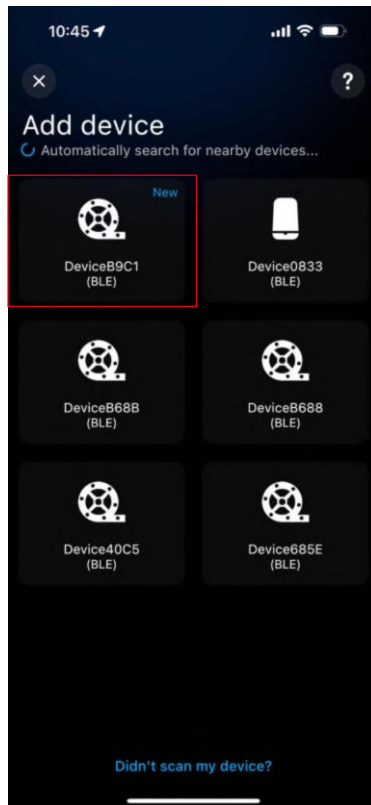 10:45
?
Add device
Automatically search for nearby devices...
New
DeviceB9C1
(BLE)
Device0833
(BLE)
DeviceB68B
(BLE)
DeviceB688
(BLE)
Device40C5
(BLE)
Device685E
(BLE)
Didn't scan my device?